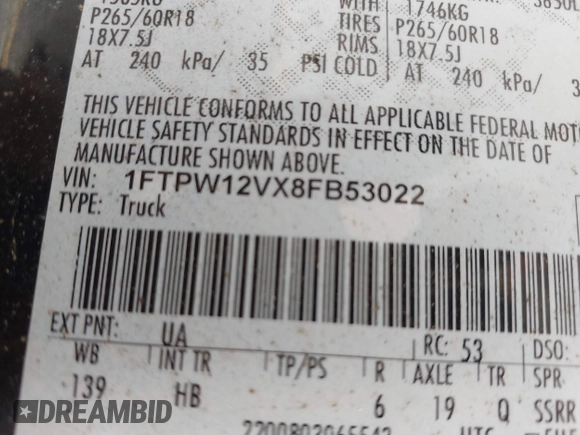 WITH 1746KG
P265/60R18 TIRES P265/60R18
18X7.5J RIMS 18X7.5J
AT 240 kPa/ 35 PSI COLD AT 240 kPa/
THIS VEHICLE CONFORMS TO ALL APPLICABLE FEDERAL MOT
VEHICLE SAFETY STANDARDS IN EFFECT ON THE DATE OF
MANUFACTURE SHOWN ABOVE.
VIN: 1FTPW12VX8FB53022
TYPE: Truck
EXT PNT: UA RC: 53 DSO:
WB INT TR TP/PS R AXLE TR SPR
139 HB 6 19 Q SSRR
DREAMBID